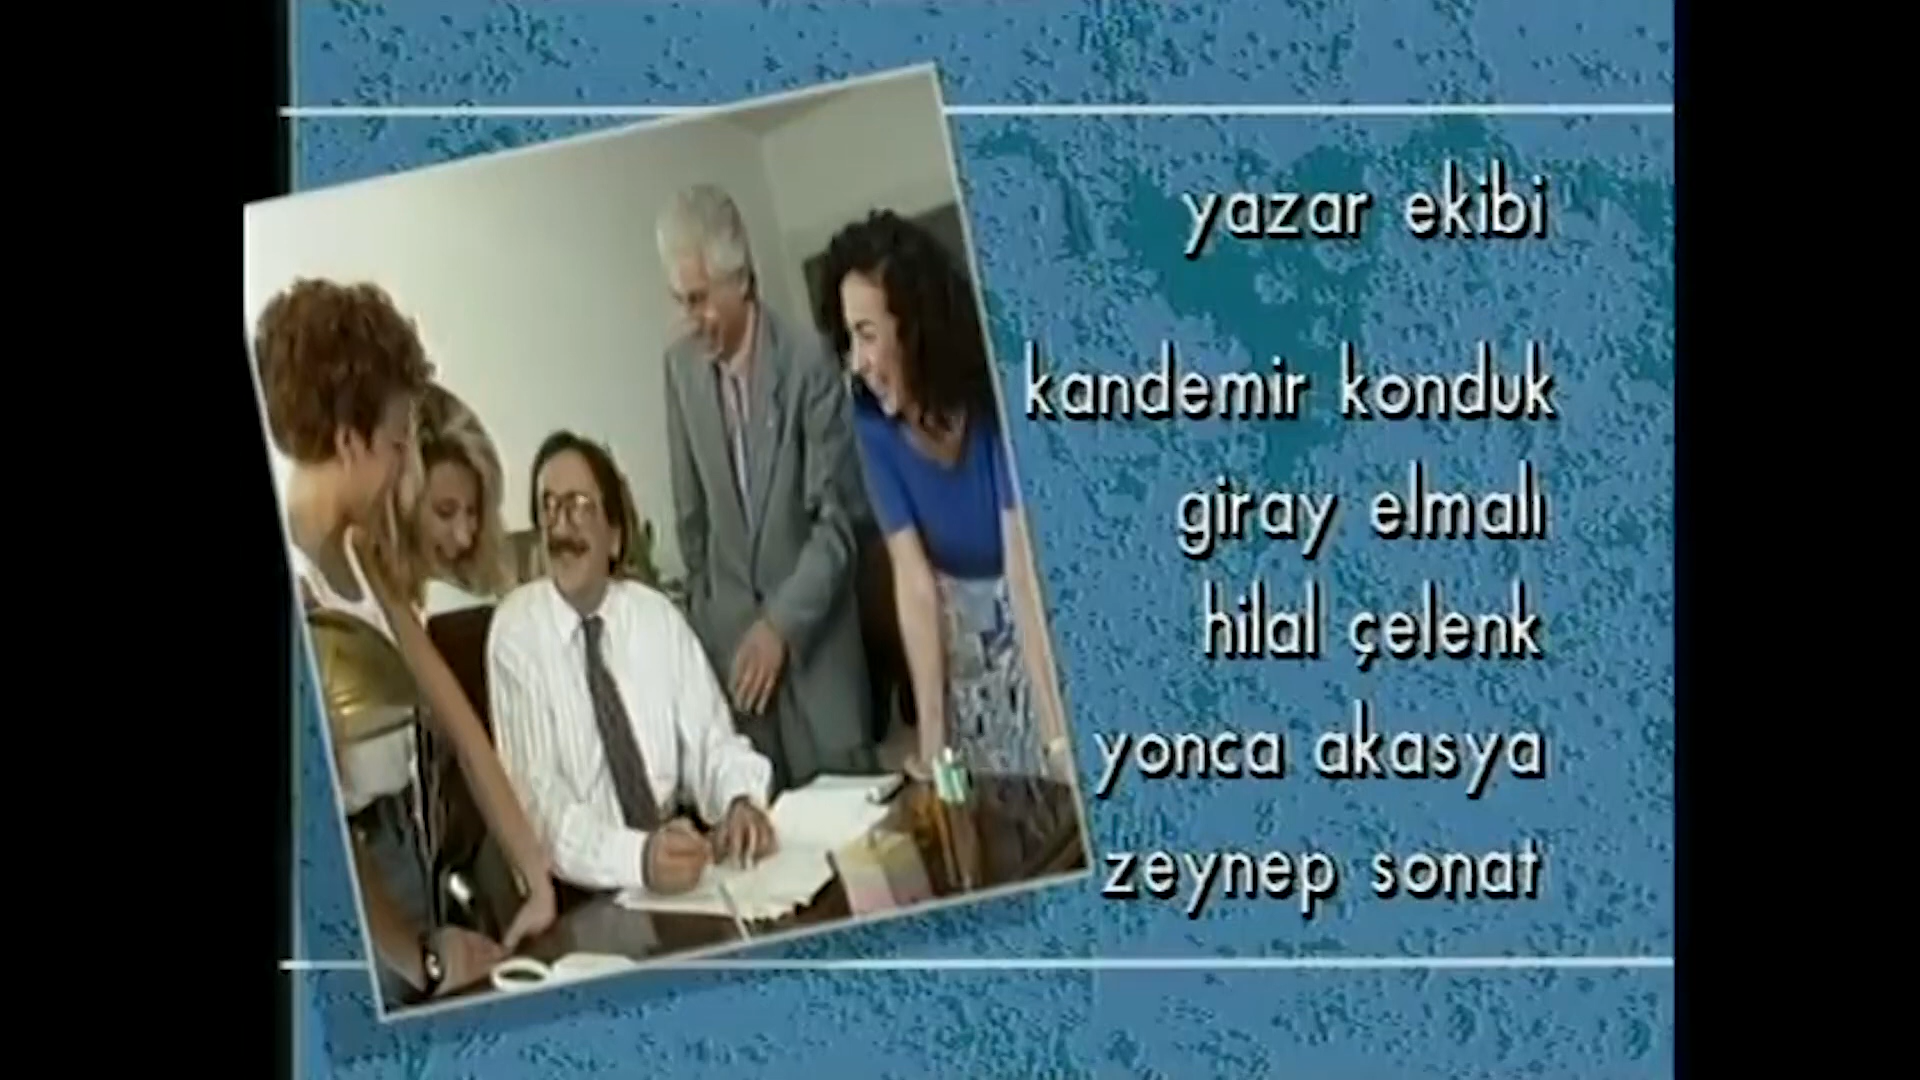 yazar ekibi
kandemir konduk
giray elmalı
hilal çelenk
yonca akasya
zeynep sonat